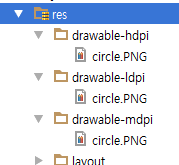 res
drawable-hdpi
circle.PNG
drawable-ldpi
circle.PNG
drawable-mdpi
circle.PNG
layout